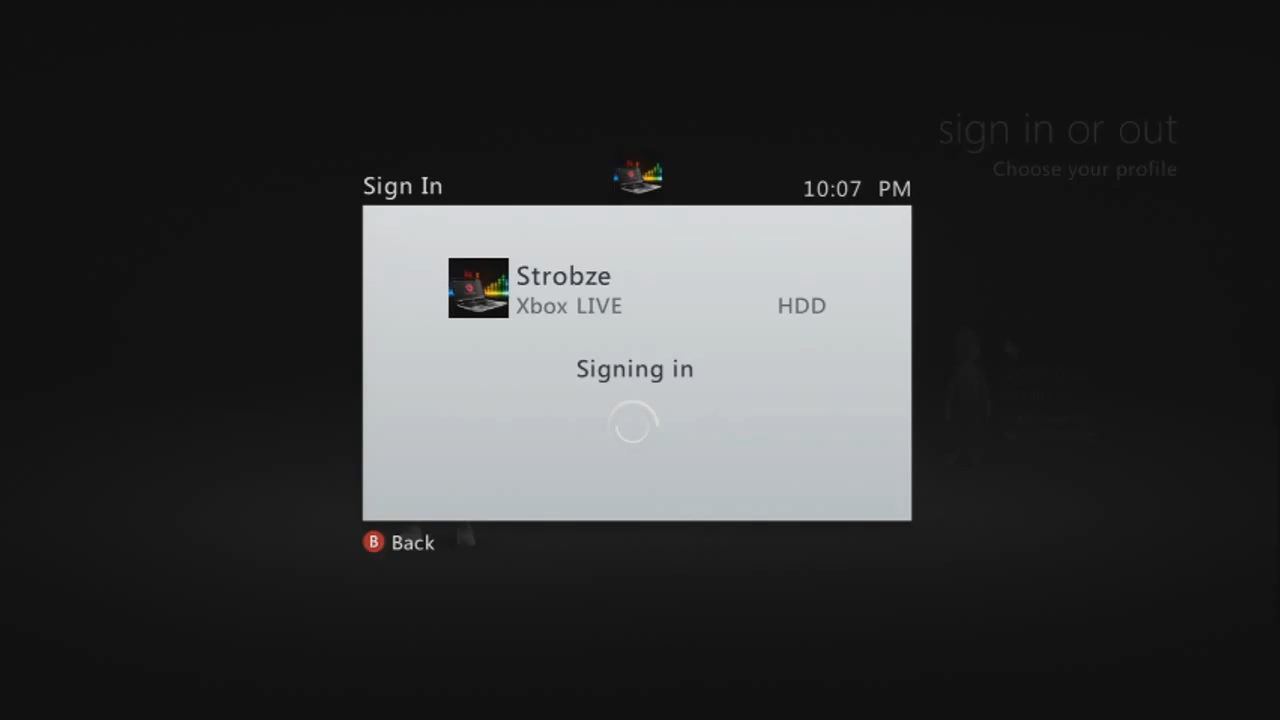 sign in or out
Choose your profile
Sign In
10:07 PM
Strobze
Xbox LIVE
HDD
Signing in
B Back